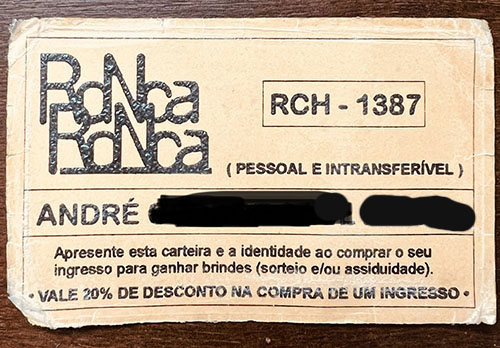 RoNca
RoNca
RCH - 1387
( PESSOAL E INTRANSFERÍVEL )
ANDRÉ
Apresente esta carteira e a identidade ao comprar o seu
ingresso para ganhar brindes (sorteio e/ou assiduidade).
• VALE 20% DE DESCONTO NA COMPRA DE UM INGRESSO •